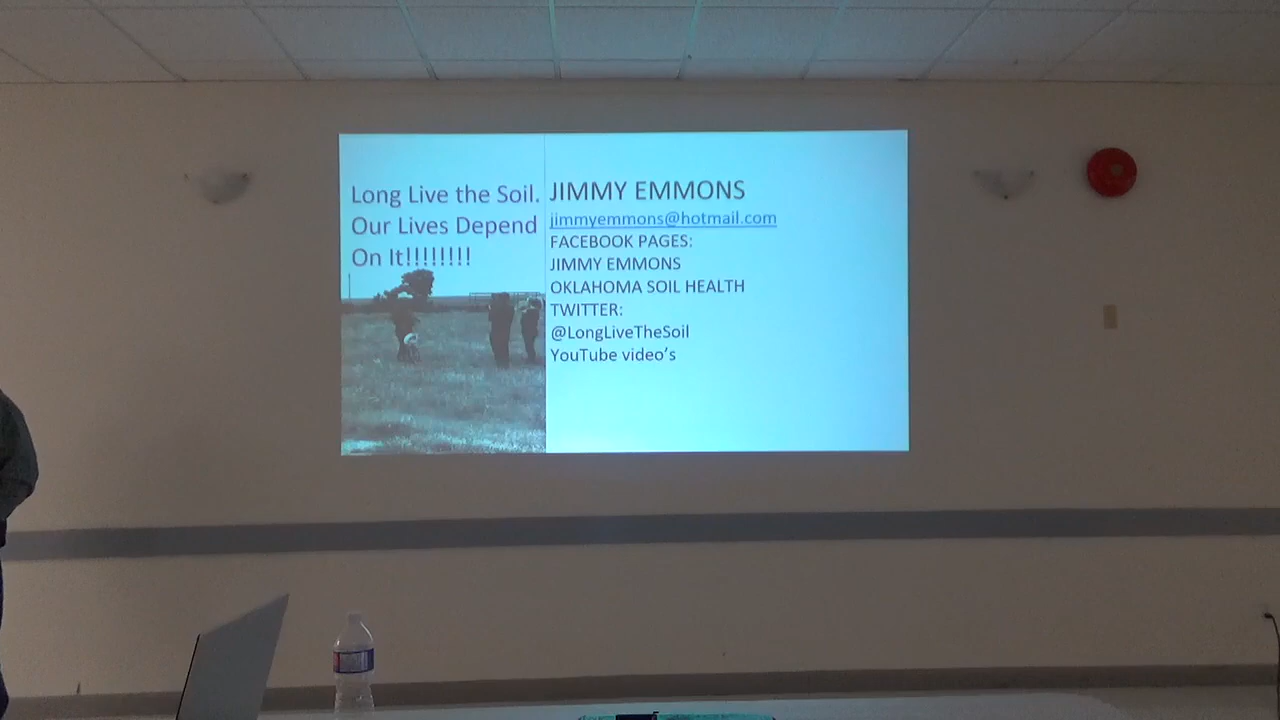 Long Live the Soil.
Our Lives Depend
On It!!!!!!!!
JIMMY EMMONS
jimmyemmons@hotmail.com
FACEBOOK PAGES:
JIMMY EMMONS
OKLAHOMA SOIL HEALTH
TWITTER:
@LongLiveTheSoil
YouTube video's